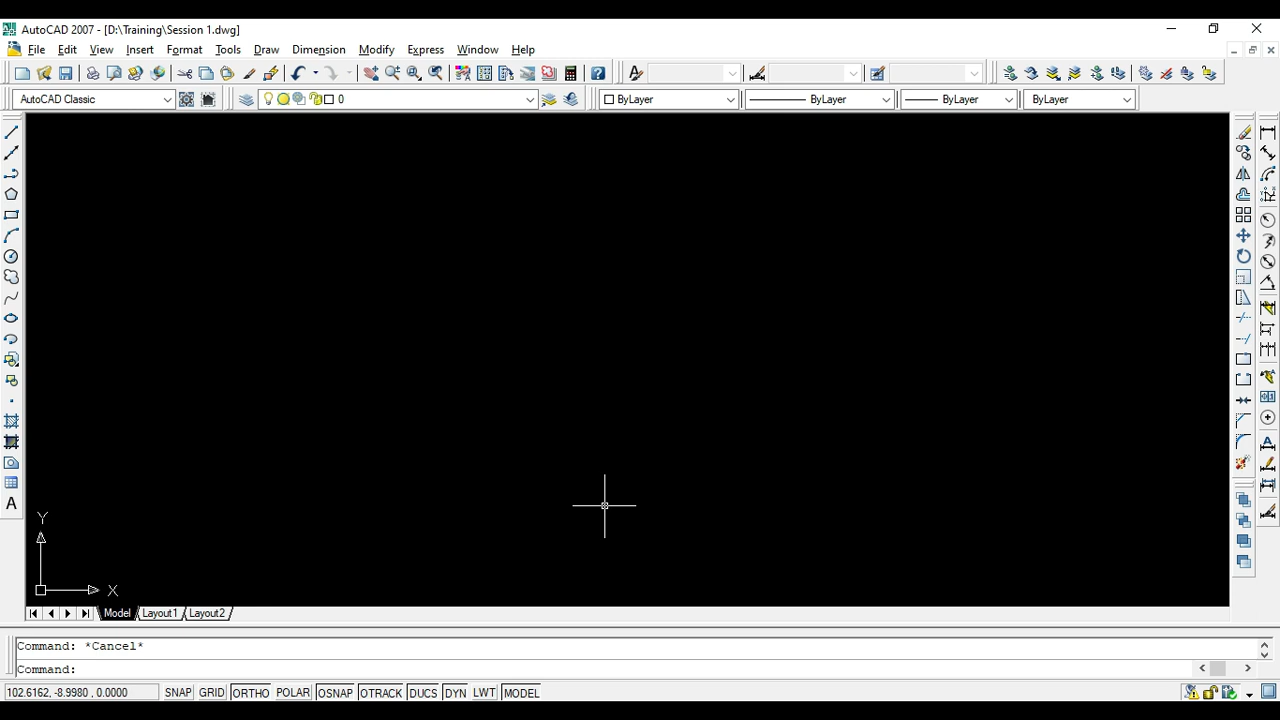 AutoCAD 2007 - [D:\Training\Session 1.dwg]
File Edit View Insert Format Tools Draw Dimension Modify Express Window Help
AutoCAD Classic 0 ByLayer ByLayer ByLayer ByLayer
A
Y
X
Model Layout1 Layout2
Command: *Cancel*
Command:
102.6162, -8.9980 , 0.0000 SNAP GRID ORTHO POLAR OSNAP OTRACK DUCS DYN LWT MODEL